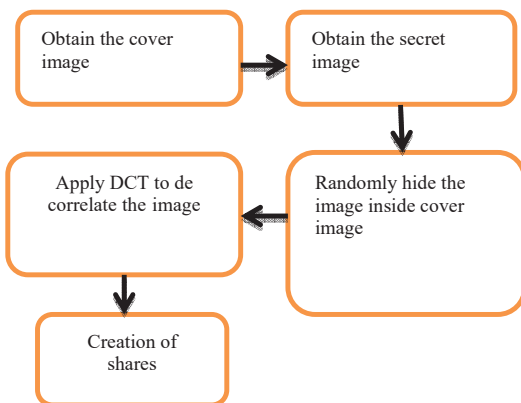 Obtain the cover
image
Obtain the secret
image
Randomly hide the
image inside cover
image
Apply DCT to de
correlate the image
Creation of
shares